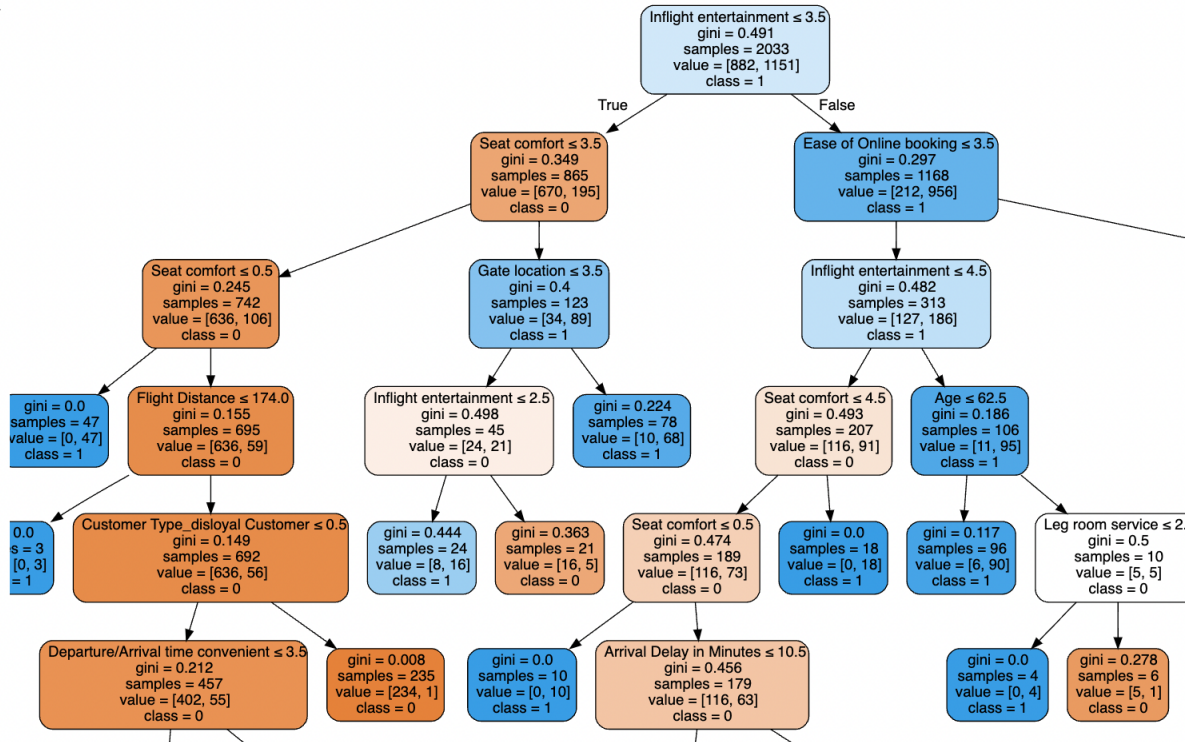 Inflight entertainment ≤ 3.5
gini = 0.491
samples = 2033
value = [882, 1151]
class = 1
True
False
Seat comfort ≤ 3.5
gini = 0.349
samples = 865
value = [670, 195]
class = 0
Ease of Online booking ≤ 3.5
gini = 0.297
samples = 1168
value = [212, 956]
class = 1
Seat comfort ≤ 0.5
gini = 0.245
samples = 742
value = [636, 106]
class = 0
Gate location ≤ 3.5
gini = 0.4
samples = 123
value = [34, 89]
class = 1
Inflight entertainment ≤ 4.5
gini = 0.482
samples = 313
value = [127, 186]
class = 1
gini = 0.0
samples = 47
value = [0, 47]
class = 1
Flight Distance ≤ 174.0
gini = 0.155
samples = 695
value = [636, 59]
class = 0
Inflight entertainment ≤ 2.5
gini = 0.498
samples = 45
value = [24, 21]
class = 0
gini = 0.224
samples = 78
value = [10, 68]
class = 1
Seat comfort ≤ 4.5
gini = 0.493
samples = 207
value = [116, 91]
class = 0
Age ≤ 62.5
gini = 0.186
samples = 106
value = [11, 95]
class = 1
0.0
s = 3
[0, 3]
= 1
Customer Type_disloyal Customer ≤ 0.5
gini = 0.149
samples = 692
value = [636, 56]
class = 0
gini = 0.444
samples = 24
value = [8, 16]
class = 1
gini = 0.363
samples = 21
value = [16, 5]
class = 0
Seat comfort ≤ 0.5
gini = 0.474
samples = 189
value = [116, 73]
class = 0
gini = 0.0
samples = 18
value = [0, 18]
class = 1
gini = 0.117
samples = 96
value = [6, 90]
class = 1
Leg room service ≤ 2.
gini = 0.5
samples = 10
value = [5, 5]
class = 0
Departure/Arrival time convenient ≤ 3.5
gini = 0.212
samples = 457
value = [402, 55]
class = 0
gini = 0.008
samples = 235
value = [234, 1]
class = 0
gini = 0.0
samples = 10
value = [0, 10]
class = 1
Arrival Delay in Minutes ≤ 10.5
gini = 0.456
samples = 179
value = [116, 63]
class = 0
gini = 0.0
samples = 4
value = [0, 4]
class = 1
gini = 0.278
samples = 6
value = [5, 1]
class = 0